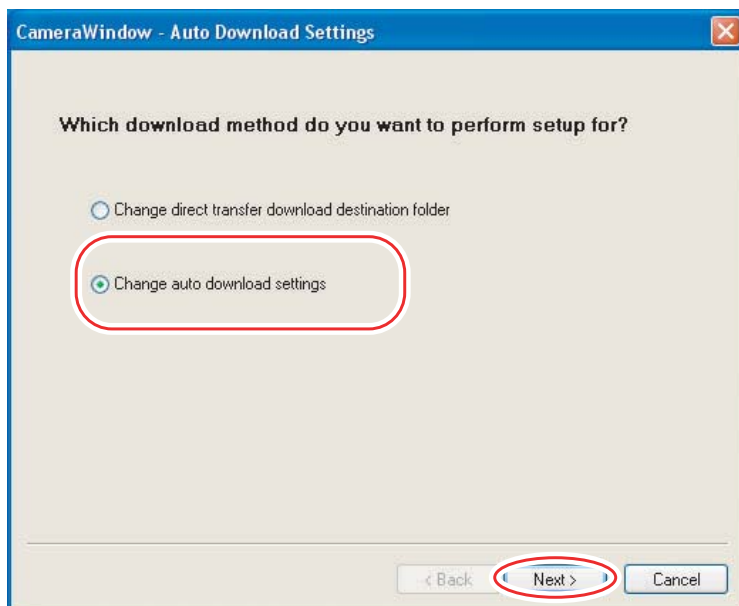 CameraWindow - Auto Download Settings
Which download method do you want to perform setup for?
Change direct transfer download destination folder
Change auto download settings
< Back
Next >
Cancel